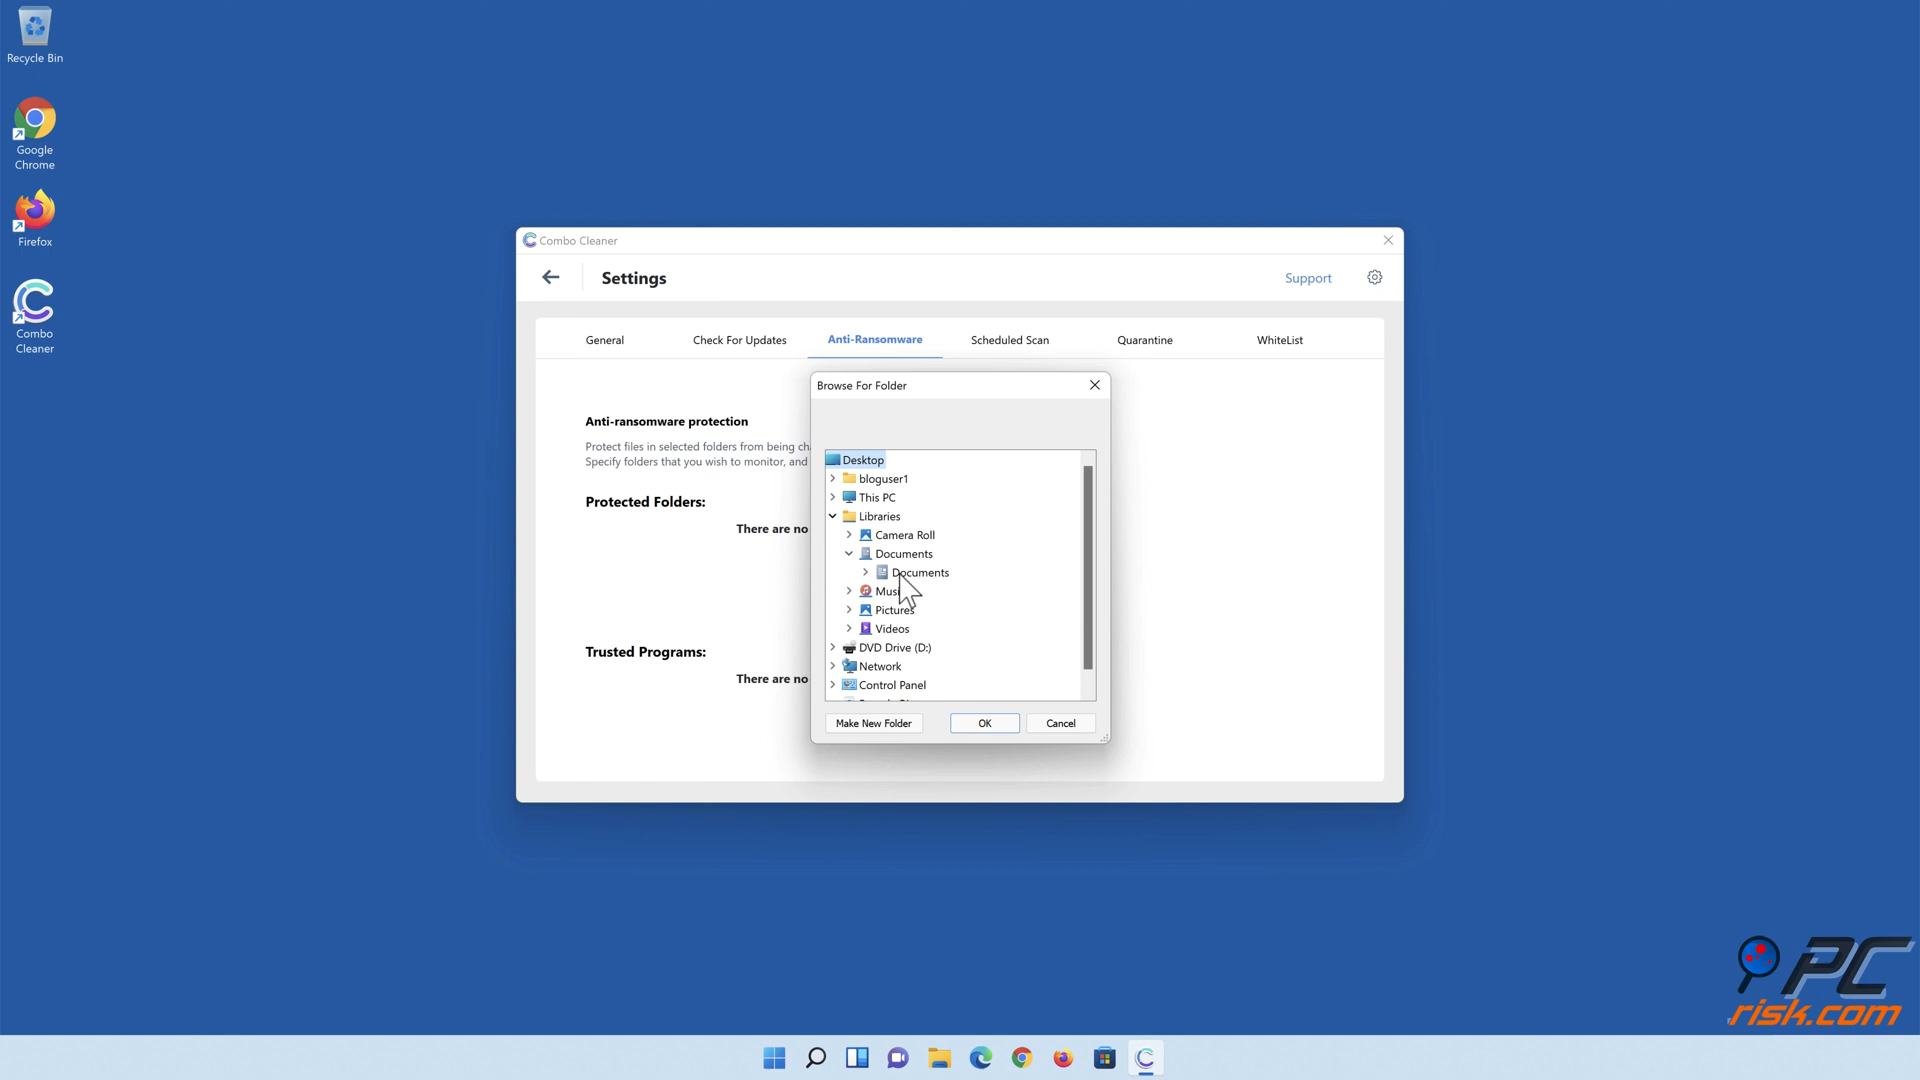 Recycle Bin
Google
Chrome
Firefox
Combo
Cleaner
Combo Cleaner
Settings
Support
General
Check For Updates
Anti-Ransomware
Scheduled Scan
Quarantine
WhiteList
Anti-ransomware protection
Protect files in selected folders from being ch
Specify folders that you wish to monitor, and
Protected Folders:
There are no
Trusted Programs:
There are no
Browse For Folder
Desktop
bloguser1
This PC
Libraries
Camera Roll
Documents
Documents
Musi
Pictures
Videos
DVD Drive (D:)
Network
Control Panel
Make New Folder
OK
Cancel
PC
risk.com